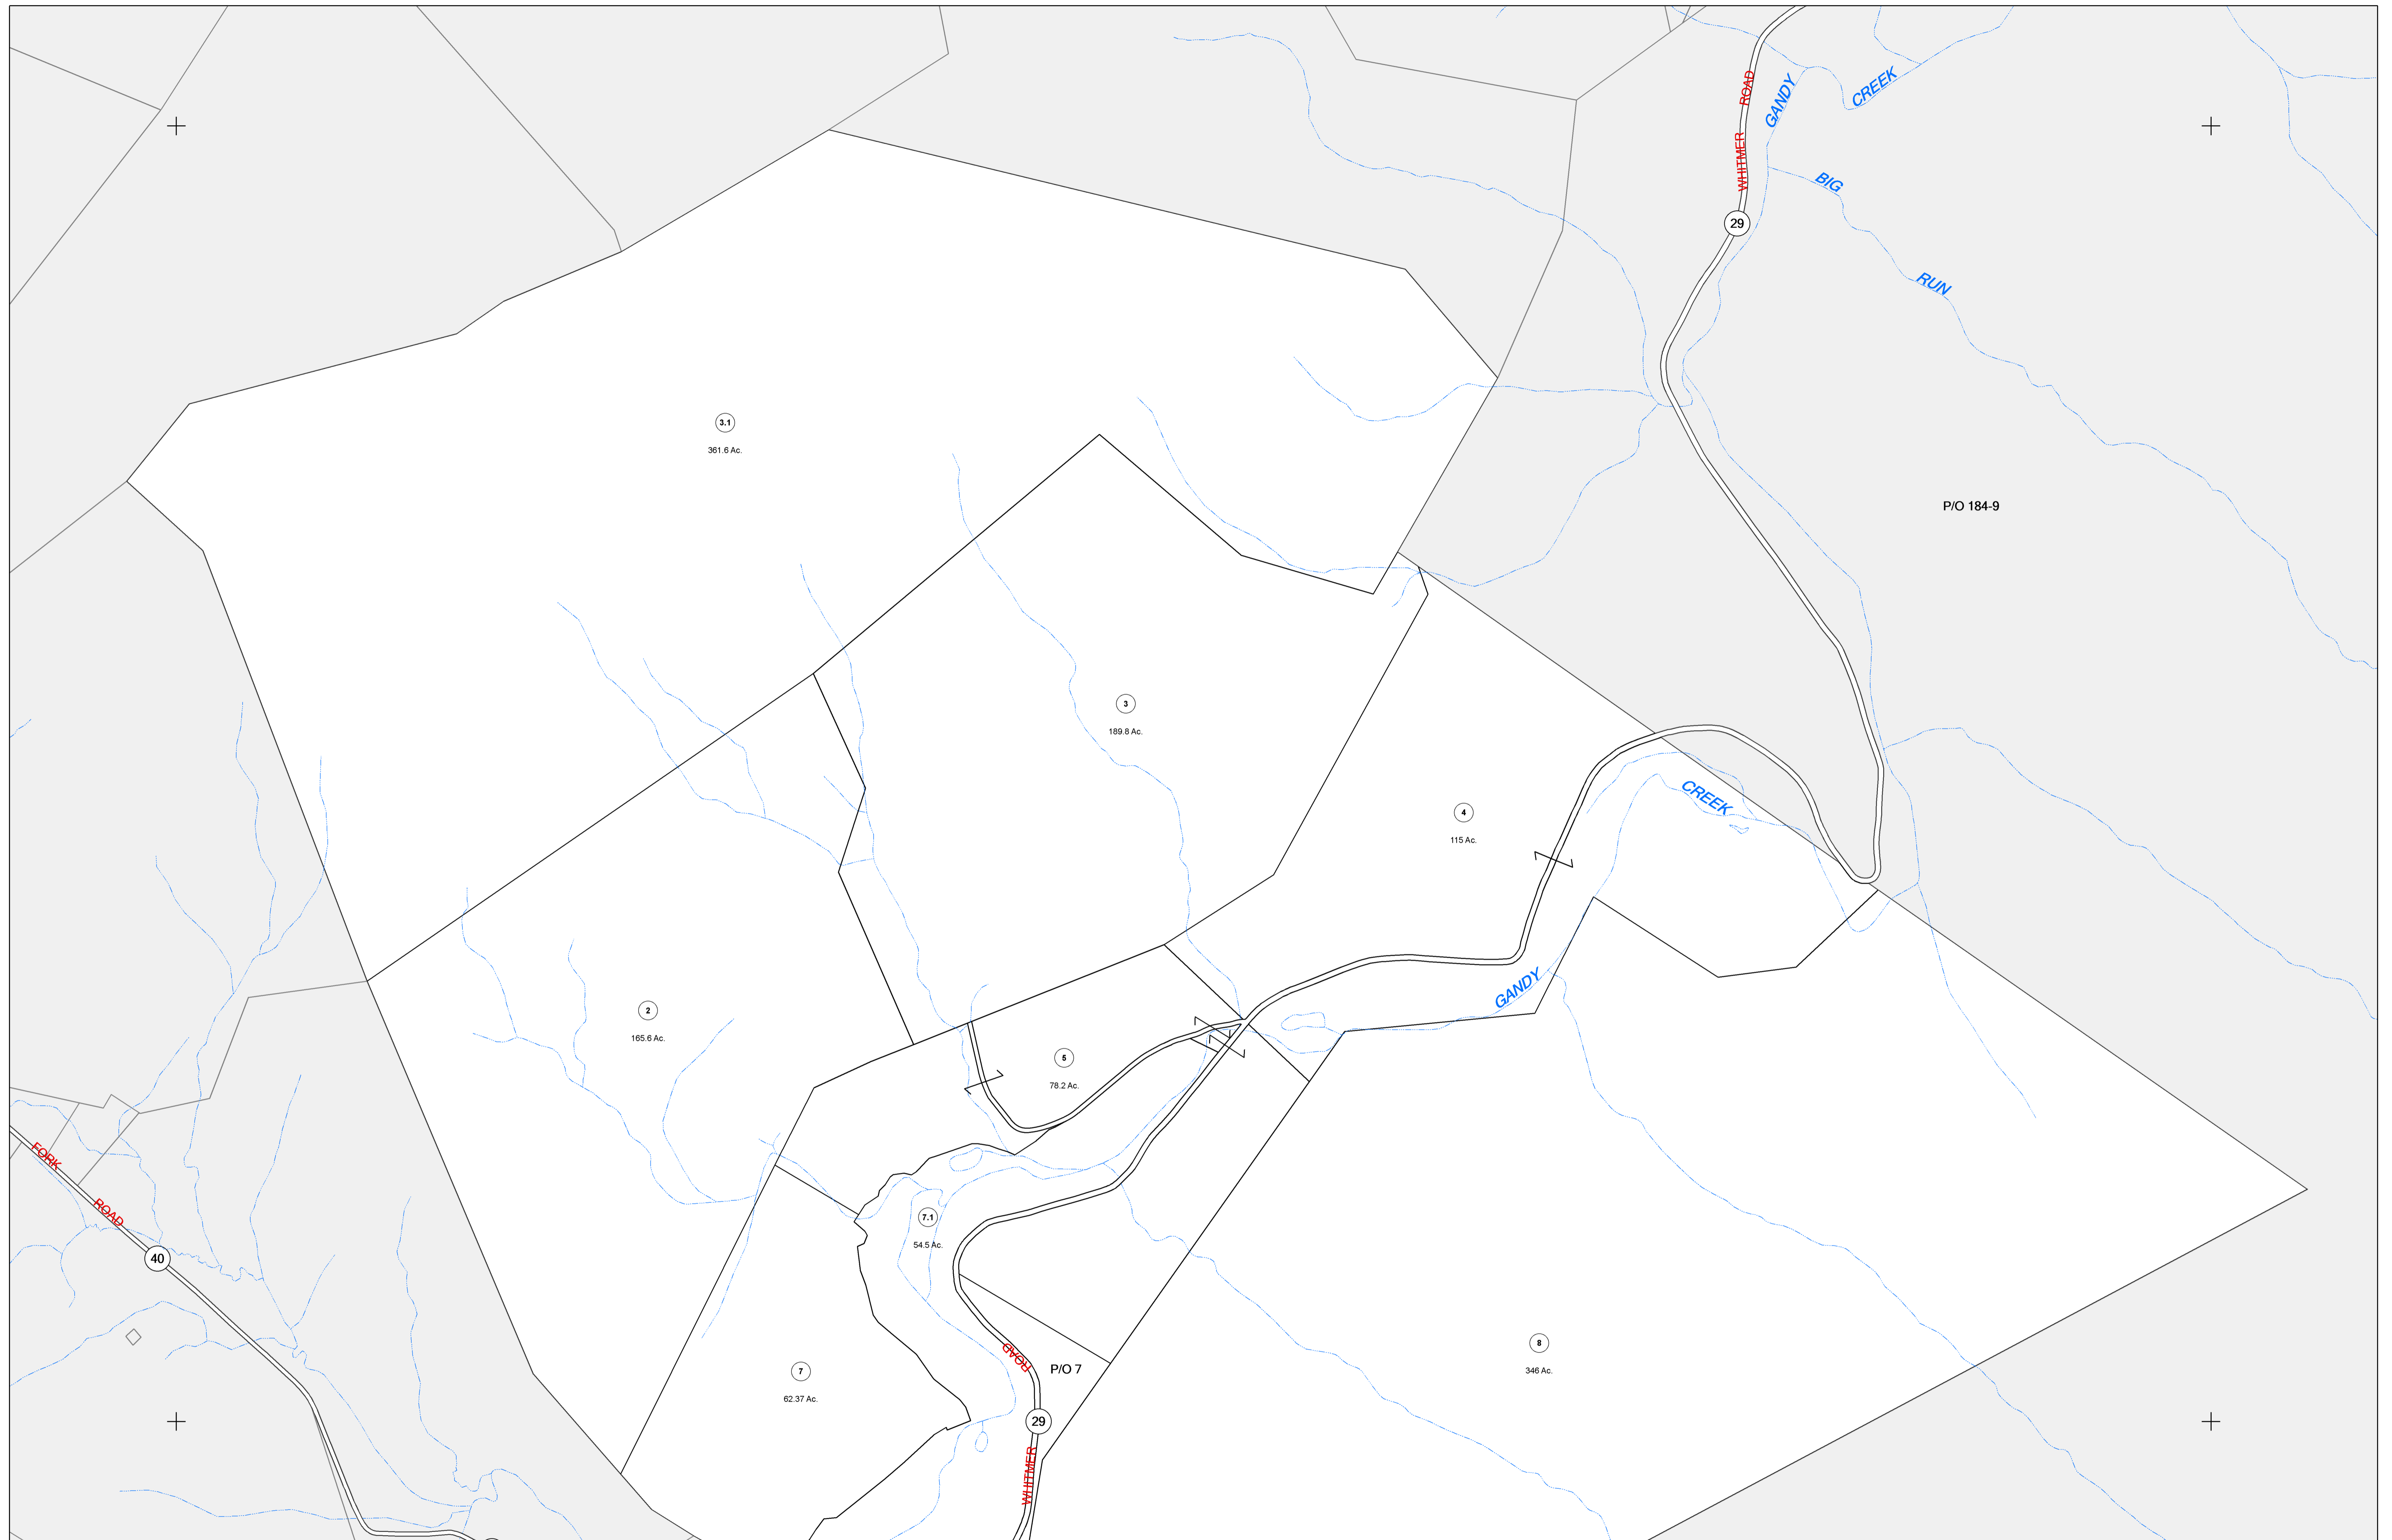 ROAD
WHITMER
29
GANDY
CREEK
BIG
RUN
3.1
361.6 Ac.
P/O 184-9
3
189.8 Ac.
4
115 Ac.
CREEK
GANDY
2
165.6 Ac.
5
78.2 Ac.
FORK
ROAD
40
7.1
54.5 Ac.
ROAD
P/O 7
7
62.37 Ac.
8
346 Ac.
29
WHITMER